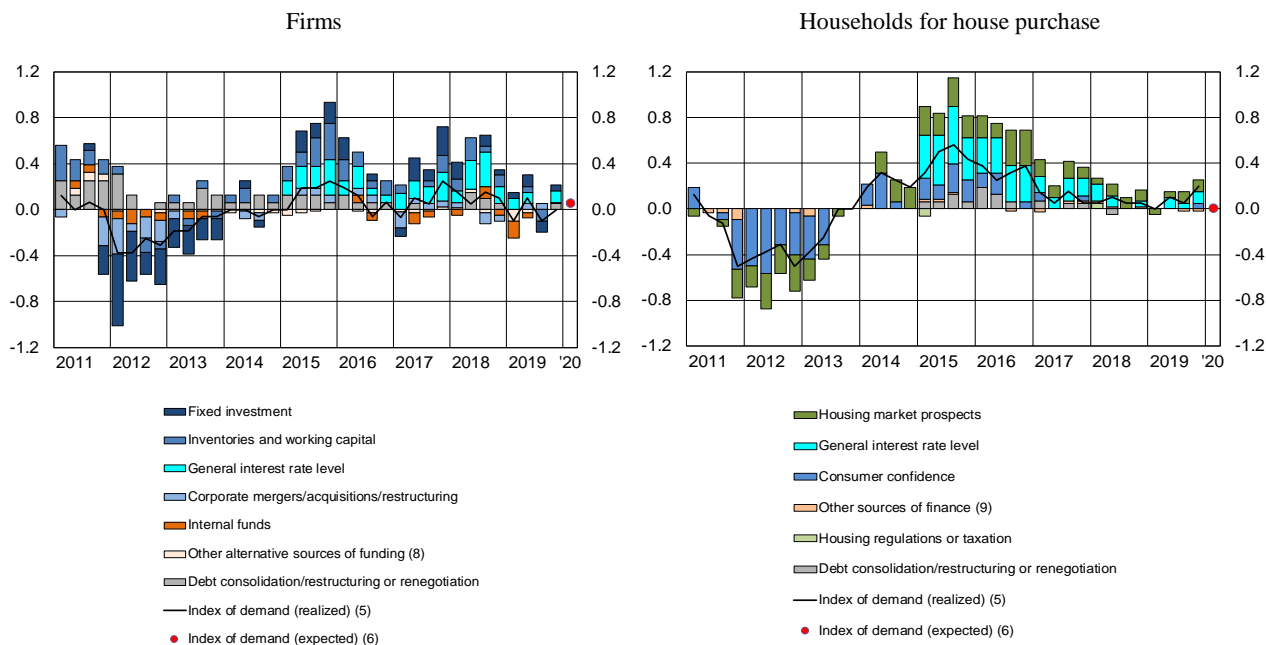 Firms
Households for house purchase
1.2 1.2
0.8 0.8
0.4 0.4
0.0 0.0
-0.4 -0.4
-0.8 -0.8
-1.2 -1.2
2011 2012 2013 2014 2015 2016 2017 2018 2019 '20
1.2 1.2
0.8 0.8
0.4 0.4
0.0 0.0
-0.4 -0.4
-0.8 -0.8
-1.2 -1.2
2011 2012 2013 2014 2015 2016 2017 2018 2019 '20
Fixed investment
Inventories and working capital
General interest rate level
Corporate mergers/acquisitions/restructuring
Internal funds
Other alternative sources of funding (8)
Debt consolidation/restructuring or renegotiation
Index of demand (realized) (5)
Index of demand (expected) (6)
Housing market prospects
General interest rate level
Consumer confidence
Other sources of finance (9)
Housing regulations or taxation
Debt consolidation/restructuring or renegotiation
Index of demand (realized) (5)
Index of demand (expected) (6)